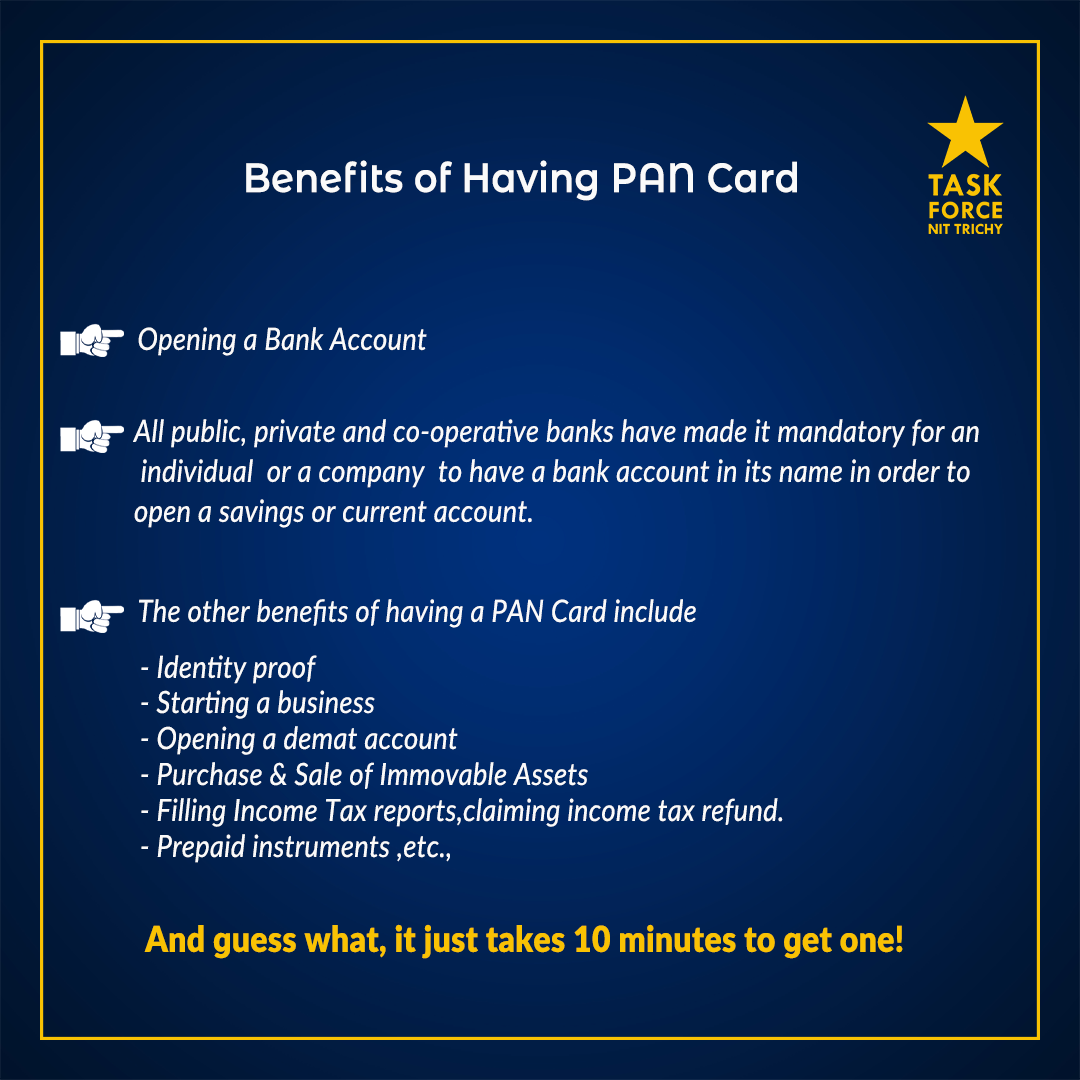 Benefits of Having PAN Card
TASK
FORCE
NIT TRICHY
Opening a Bank Account
All public, private and co-operative banks have made it mandatory for an
individual or a company to have a bank account in its name in order to
open a savings or current account.
The other benefits of having a PAN Card include
- Identity proof
- Starting a business
- Opening a demat account
- Purchase & Sale of Immovable Assets
- Filling Income Tax reports,claiming income tax refund.
- Prepaid instruments ,etc.,
And guess what, it just takes 10 minutes to get one!